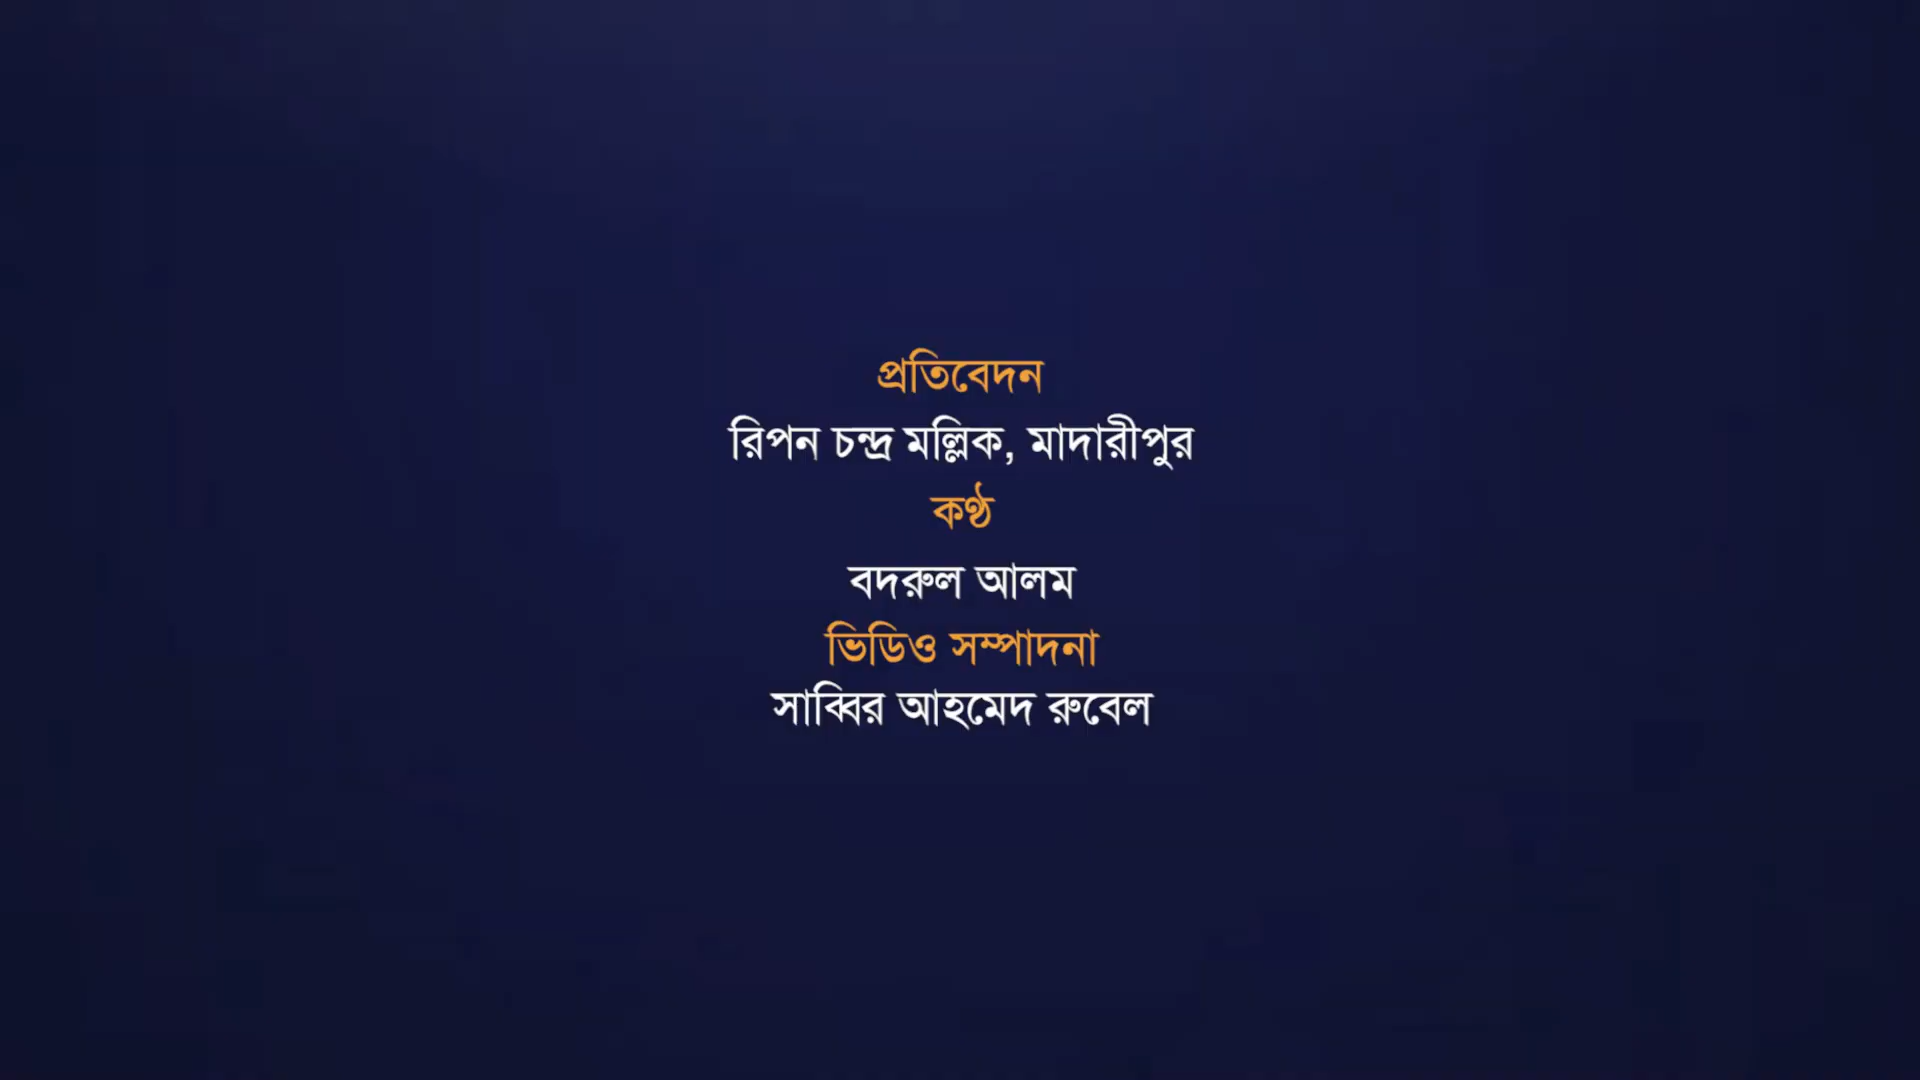 প্রতিবেদন
রিপন চন্দ্র মল্লিক, মাদারীপুর
কণ্ঠ
বদরুল আলম
ভিডিও সম্পাদনা
সাব্বির আহমেদ রুবেল